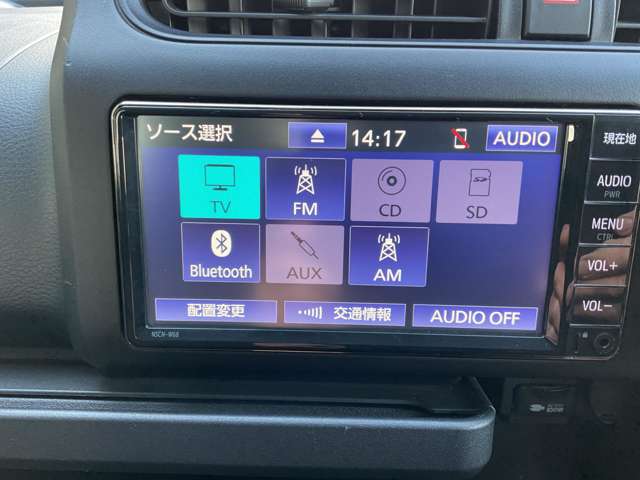 ソース選択
14:17
AUDIO
TV
FM
CD
SD
Bluetooth
AUX
AM
配置変更
交通情報
AUDIO OFF
NSCN-W68
現在地
AUDIO
PWR
MENU
CTRL
VOL+
VOL-
100W